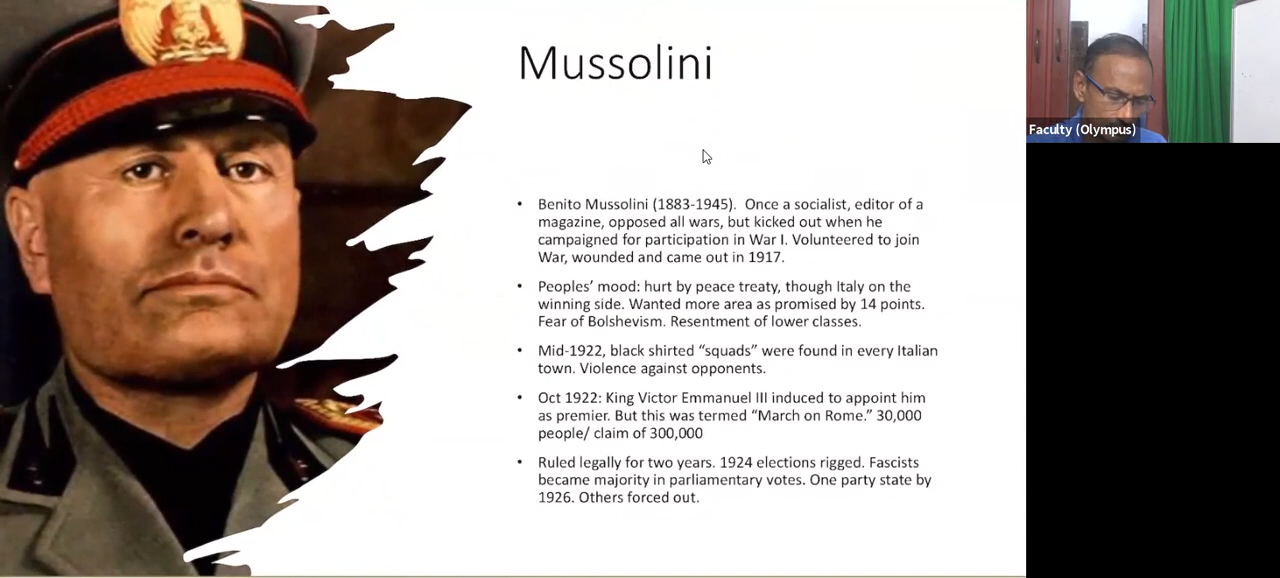 Mussolini
Faculty (Olympus)
• Benito Mussolini (1883-1945).  Once a socialist, editor of a
magazine, opposed all wars, but kicked out when he
campaigned for participation in War I. Volunteered to join
War, wounded and came out in 1917.
• Peoples’ mood: hurt by peace treaty, though Italy on the
winning side. Wanted more area as promised by 14 points.
Fear of Bolshevism. Resentment of lower classes.
• Mid-1922, black shirted “squads” were found in every Italian
town. Violence against opponents.
• Oct 1922: King Victor Emmanuel III induced to appoint him
as premier. But this was termed “March on Rome.” 30,000
people/ claim of 300,000
• Ruled legally for two years. 1924 elections rigged. Fascists
became majority in parliamentary votes. One party state by
1926. Others forced out.